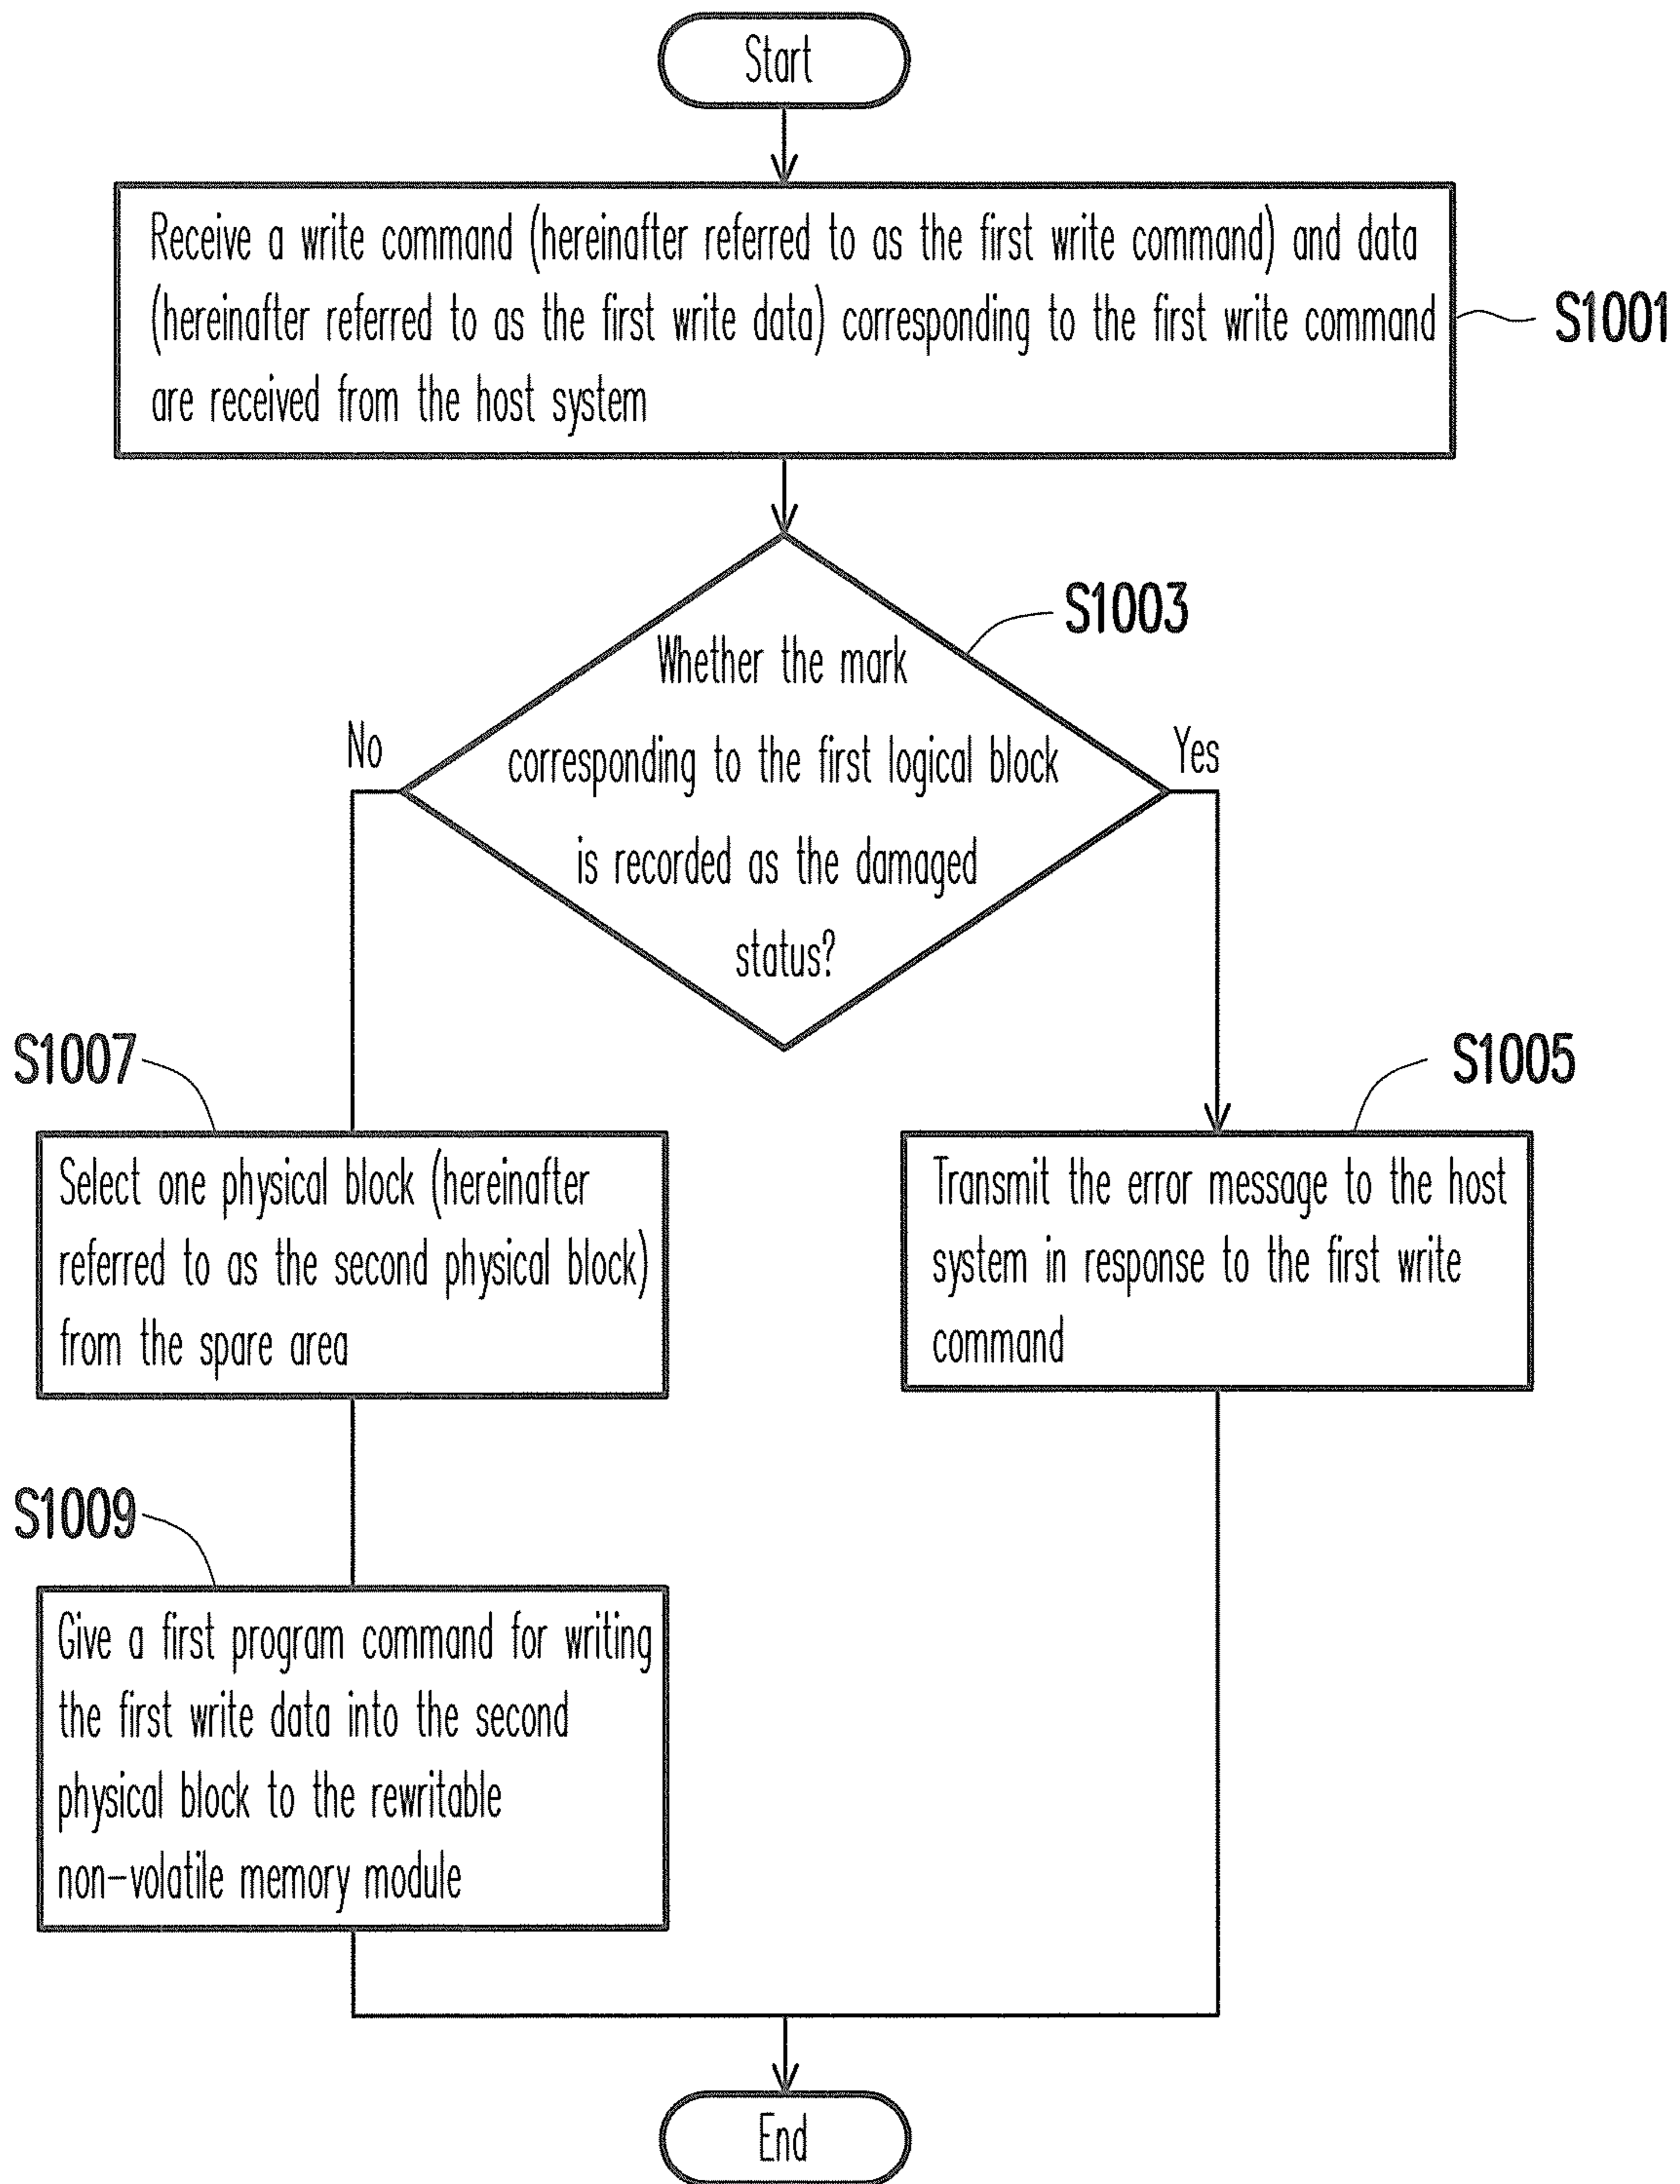 Start
Receive a write command (hereinafter referred to as the first write command) and data
(hereinafter referred to as the first write data) corresponding to the first write command
are received from the host system
S1001
S1003
Whether the mark
corresponding to the first logical block
is recorded as the damaged
status?
No
Yes
S1007
Select one physical block (hereinafter
referred to as the second physical block)
from the spare area
S1005
Transmit the error message to the host
system in response to the first write
command
S1009
Give a first program command for writing
the first write data into the second
physical block to the rewritable
non-volatile memory module
End